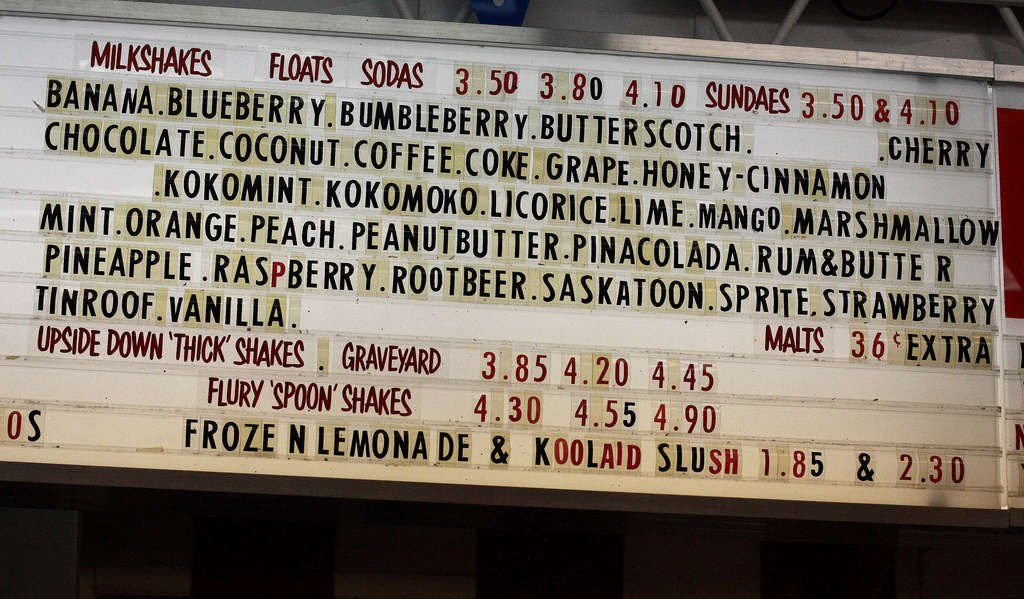 MILKSHAKES FLOATS SODAS 3.50 3.80 4.10 SUNDAES 3.50 & 4.10
BANANA.BLUEBERRY.BUMBLEBERRY.BUTTERSCOTCH. .CHERRY
CHOCOLATE.COCONUT.COFFEE.COKE.GRAPE.HONEY-CINNAMON
.KOKOMINT.KOKOMOKO.LICORICE.LIME.MANGO.MARSHMALLOW
MINT.ORANGE.PEACH.PEANUTBUTTER.PINACOLADA.RUM&BUTTE R
PINEAPPLE.RASPBERRY.ROOTBEER.SASKATOON.SPRITE.STRAWBERRY
TINROOF.VANILLA.
MALTS 36¢ EXTRA
UPSIDE DOWN 'THICK' SHAKES . GRAVEYARD 3.85 4.20 4.45
FLURY 'SPOON' SHAKES 4.30 4.55 4.90
OS FROZEN LEMONADE & KOOLAID SLUSH 1.85 & 2.30